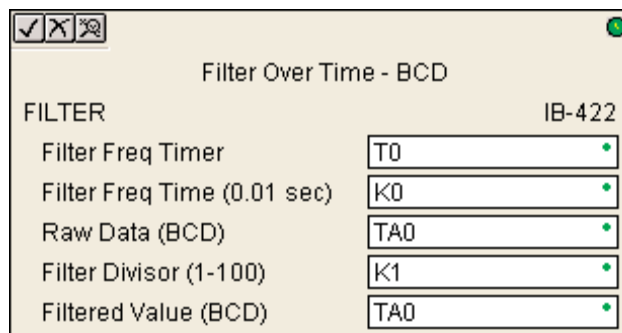 Filter Over Time - BCD
FILTER IB-422
Filter Freq Timer T0
Filter Freq Time (0.01 sec) K0
Raw Data (BCD) TA0
Filter Divisor (1-100) K1
Filtered Value (BCD) TA0